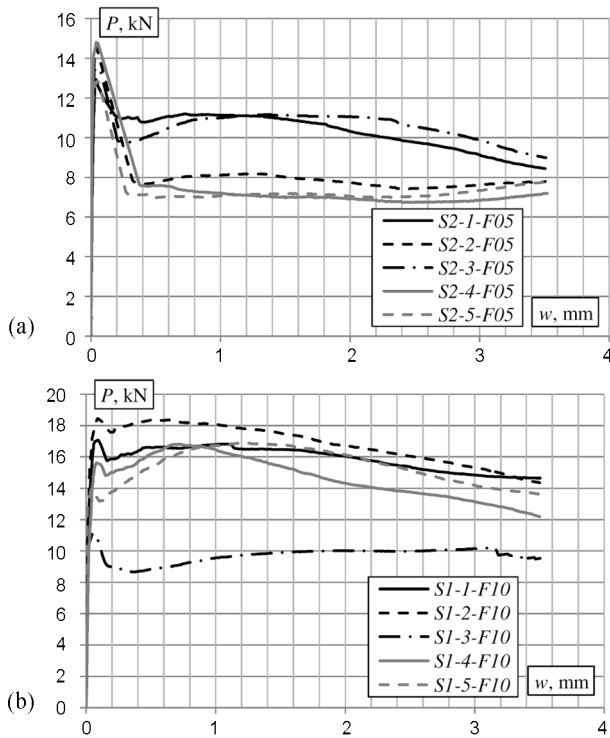 P, kN
16
14
12
10
8
6
4
2
0
S2-1-F05
S2-2-F05
S2-3-F05
S2-4-F05
S2-5-F05
w, mm
(a)
0 1 2 3 4
P, kN
20
18
16
14
12
10
8
6
4
2
0
S1-1-F10
S1-2-F10
S1-3-F10
S1-4-F10
S1-5-F10
w, mm
(b)
0 1 2 3 4